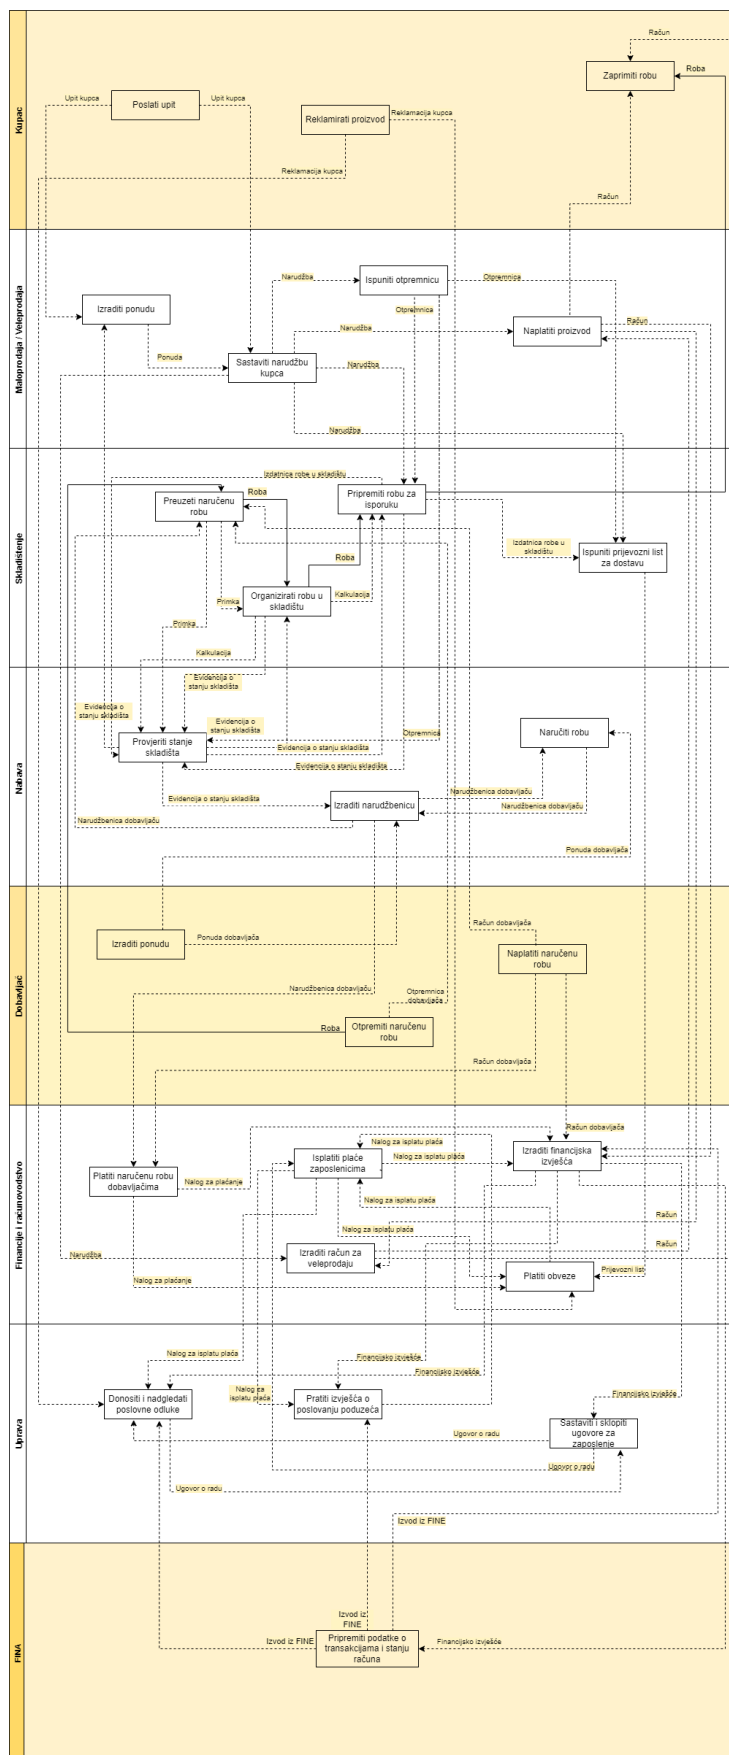 Kupac
Račun
Zaprimiti robu
Roba
Upit kupca
Poslati upit
Upit kupca
Reklamirati proizvod
Reklamacija kupca
Reklamacija kupca
Račun
Maloprodaja / Veleprodaja
Narudžba
Ispuniti otpremnicu
Otpremnica
Izraditi ponudu
Otpremnica
Narudžba
Naplatiti proizvod
Račun
Ponuda
Sastaviti narudžbu
kupca
Narudžba
Narudžba
Skladištenje
Izdatnica robe u skladištu
Preuzeti naručenu
robu
Roba
Pripremiti robu za
isporuku
Izdatnica robe u
skladištu
Ispuniti prijevozni list
za dostavu
Roba
Primka
Organizirati robu u
skladištu
Kalkulacija
Primka
Kalkulacija
Nabava
Evidencija o
stanju skladišta
Evidencija o
stanju skladišta
Evidencija o
stanju skladišta
Otpremnica
Naručiti robu
Provjeriti stanje
skladišta
Evidencija o stanju skladišta
Evidencija o stanju skladišta
Narudžbenica dobavljaču
Evidencija o stanju skladišta
Izraditi narudžbenicu
Narudžbenica dobavljaču
Narudžbenica dobavljaču
Ponuda dobavljača
Dobavljač
Račun dobavljača
Izraditi ponudu
Ponuda dobavljača
Naplatiti naručenu
robu
Narudžbenica dobavljaču
Otpremnica
dobavljača
Roba
Otpremiti naručenu
robu
Račun dobavljača
Financije i računovodstvo
Račun dobavljača
Nalog za isplatu plaća
Isplatiti plaće
zaposlenicima
Nalog za isplatu plaća
Izraditi financijska
izvješća
Platiti naručenu robu
dobavljačima
Nalog za plaćanje
Nalog za isplatu plaća
Račun
Nalog za isplatu plaća
Račun
Narudžba
Izraditi račun za
veleprodaju
Nalog za plaćanje
Platiti obveze
Prijevozni list
Uprava
Nalog za isplatu plaća
Financijsko izvješće
Financijsko izvješće
Nalog za
isplatu plaća
Financijsko izvješće
Donositi i nadgledati
poslovne odluke
Pratiti izvješća o
poslovanju poduzeća
Sastaviti i sklopiti
ugovore za
zaposlenje
Ugovor o radu
Ugovor o radu
Ugovor o radu
Izvod iz FINE
FINA
Izvod iz
FINE
Izvod iz FINE
Pripremiti podatke o
transakcijama i stanju
računa
Financijsko izvješće